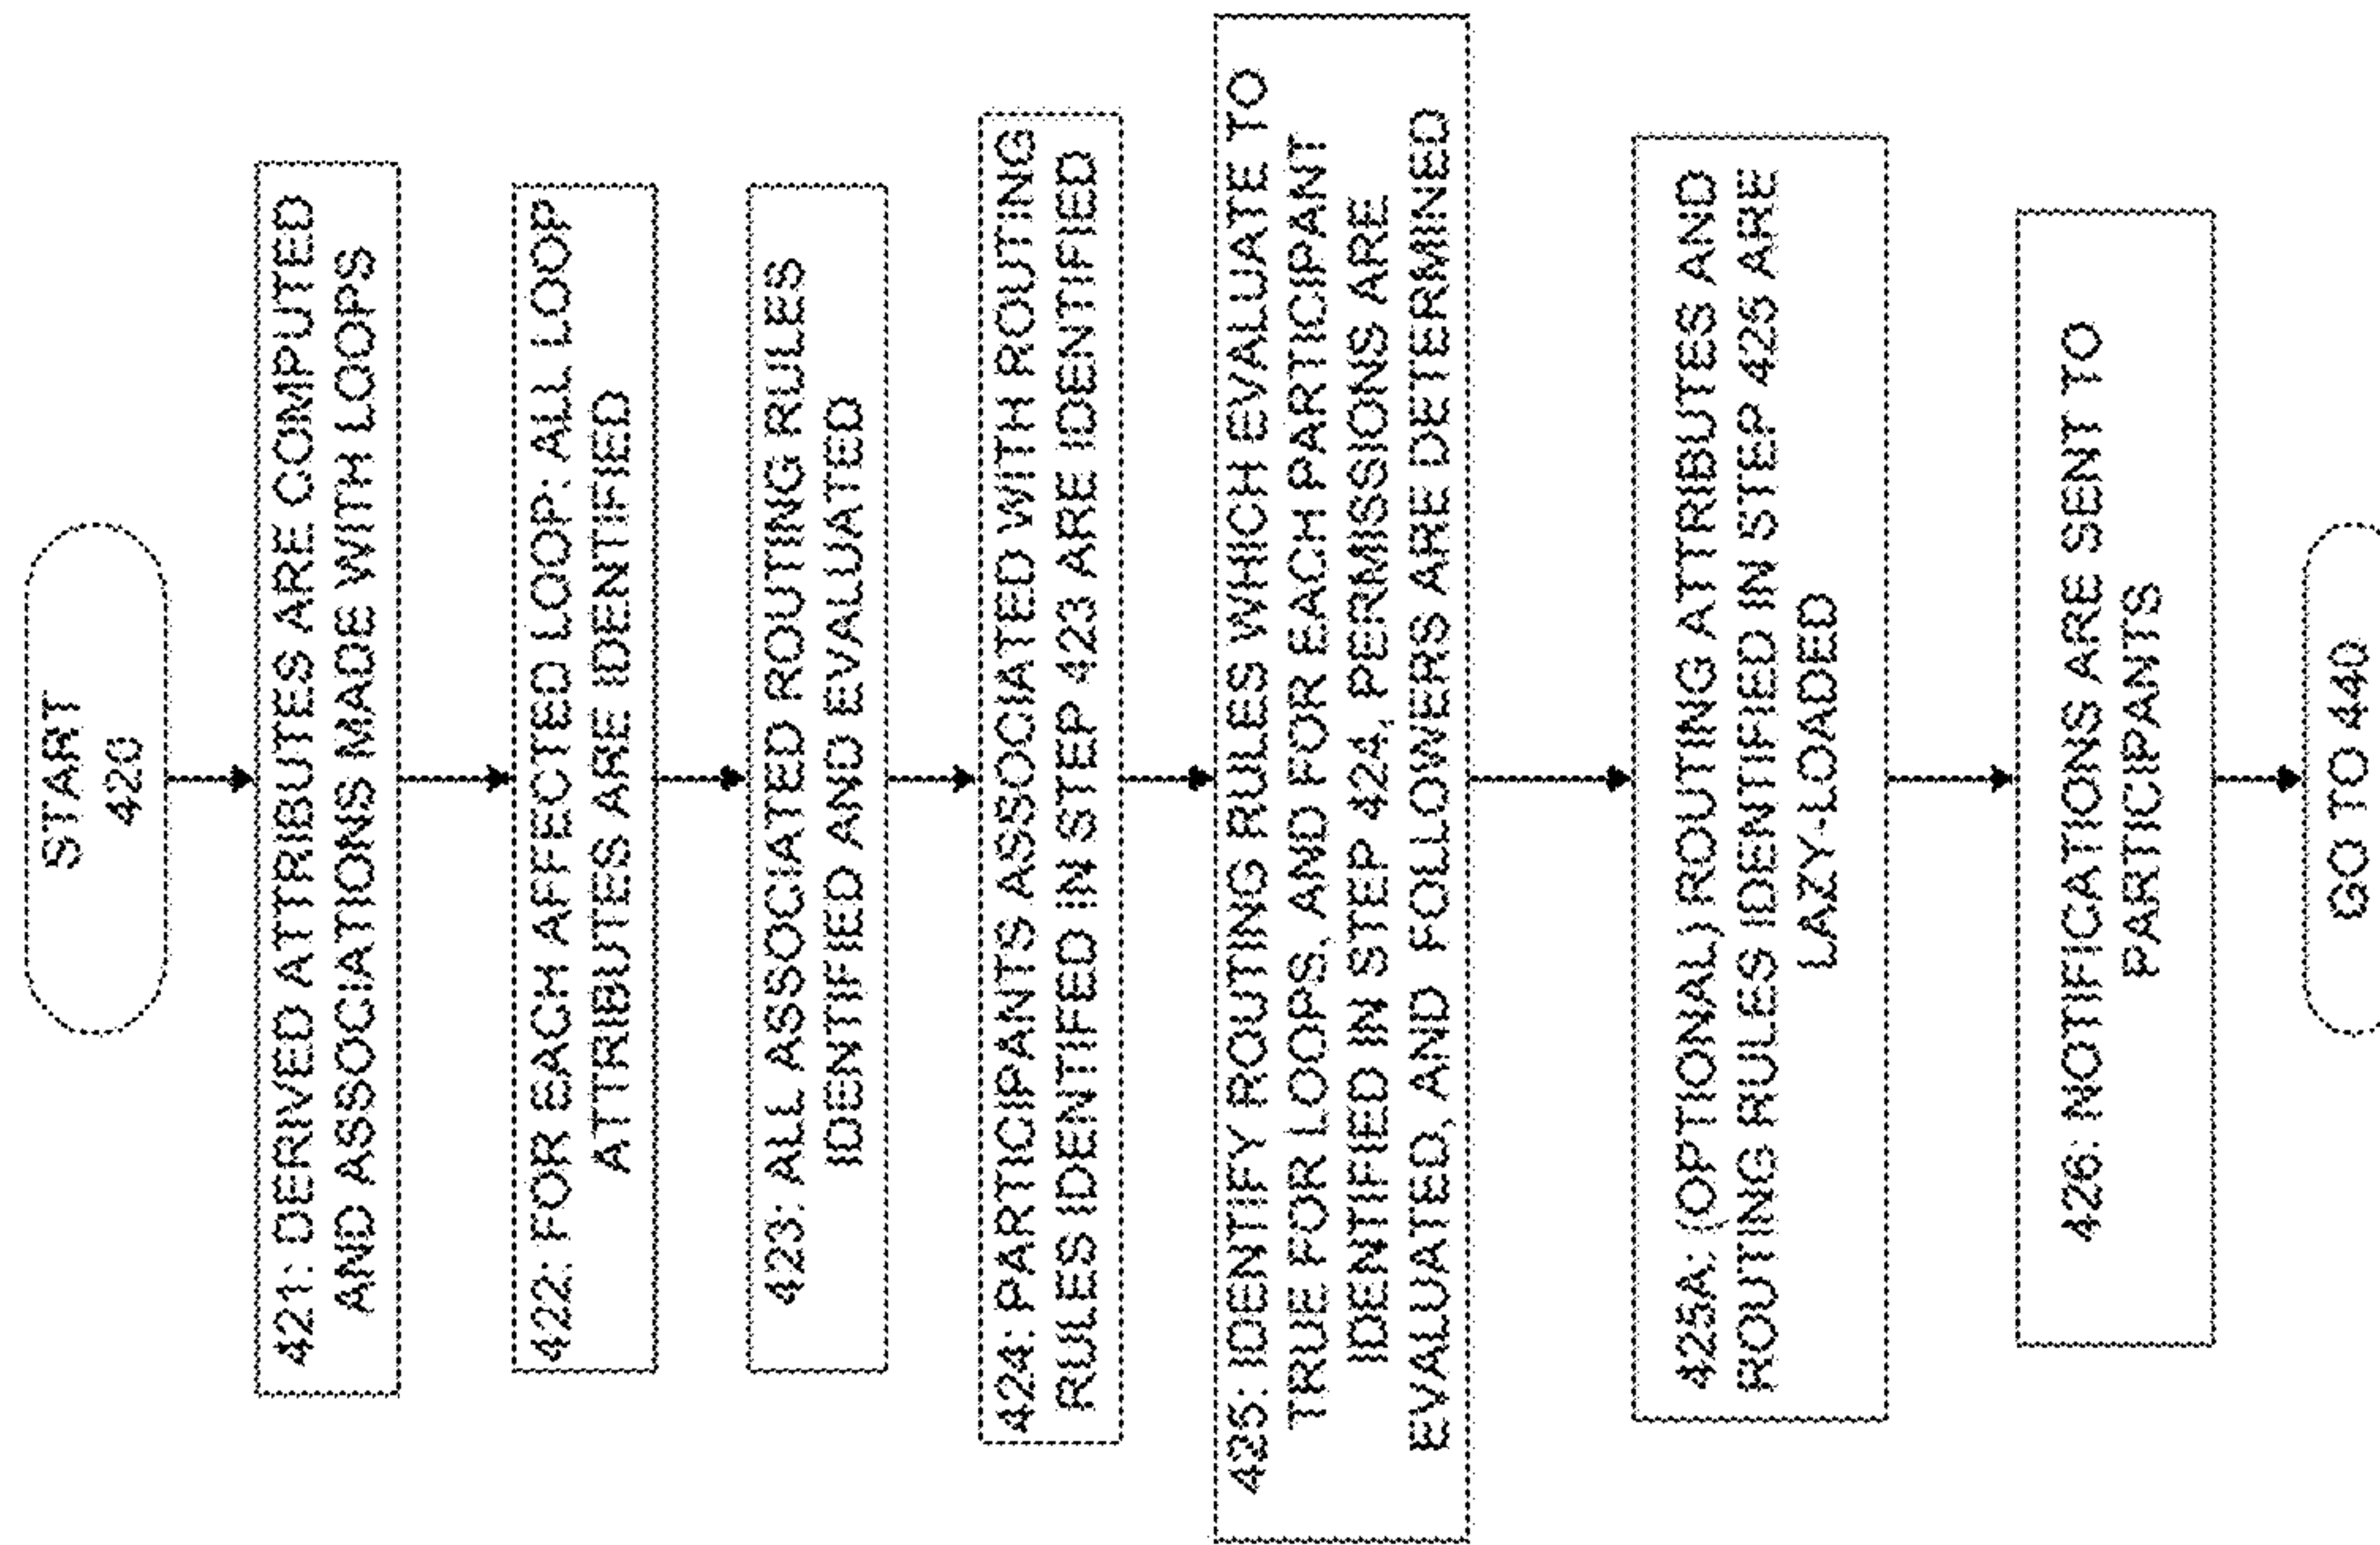 START
420
421: DERIVED ATTRIBUTES ARE COMPUTED
AND ASSOCIATIONS MADE WITH LOOPS
422: FOR EACH AFFECTED LOOP: ALL LOOP
ATTRIBUTES ARE IDENTIFIED
423: ALL ASSOCIATED ROUTING RULES
IDENTIFIED AND EVALUATED
424: PARTICIPANTS ASSOCIATED WITH ROUTING
RULES IDENTIFED IN STEP 423 ARE IDENTIFIED
425: IDENTIFY ROUTING RULES WHICH EVALUATE TO
TRUE FOR LOOPS, AND FOR EACH PARTICIPANT
IDENTIFIED IN STEP 424, PERMISSIONS ARE
EVALUATED, AND FOLLOWERS ARE DETERMINED
425A: (OPTIONAL) ROUTING ATTRIBUTES AND
ROUTING RULES IDENTIFIED IN STEP 425 ARE
LAZY-LOADED
426: NOTIFICATIONS ARE SENT TO
PARTICIPANTS
GO TO 440